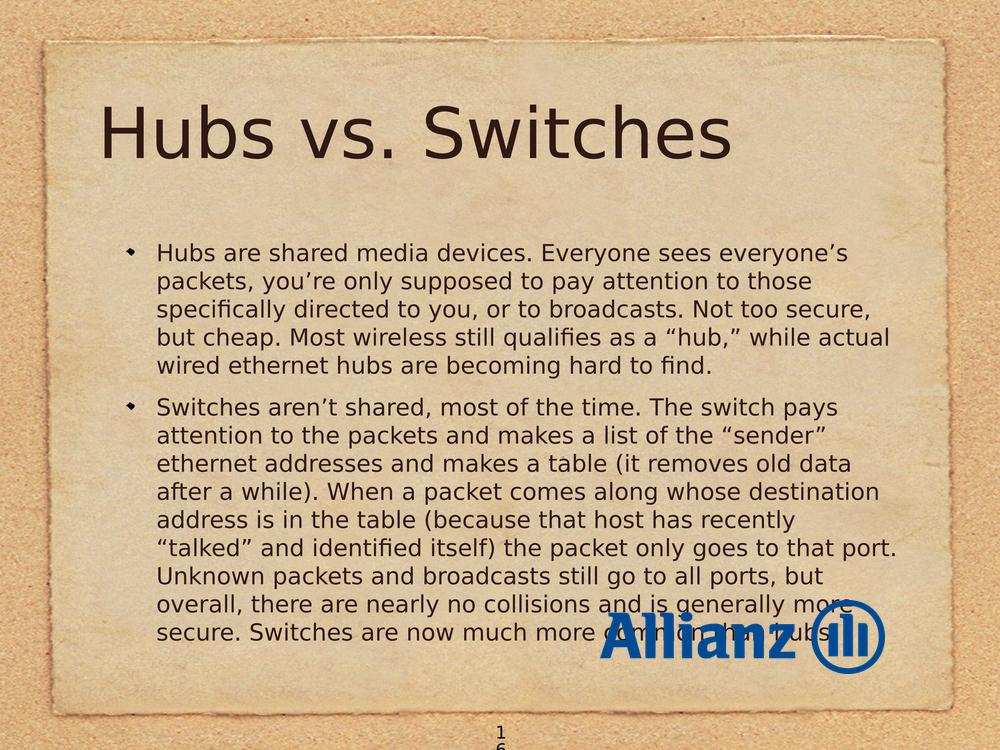 Hubs vs. Switches
Hubs are shared media devices. Everyone sees everyone’s
packets, you’re only supposed to pay attention to those
specifically directed to you, or to broadcasts. Not too secure,
but cheap. Most wireless still qualifies as a “hub,” while actual
wired ethernet hubs are becoming hard to find.
Switches aren’t shared, most of the time. The switch pays
attention to the packets and makes a list of the “sender”
ethernet addresses and makes a table (it removes old data
after a while). When a packet comes along whose destination
address is in the table (because that host has recently
“talked” and identified itself) the packet only goes to that port.
Unknown packets and broadcasts still go to all ports, but
overall, there are nearly no collisions and is generally more
secure. Switches are now much more common than hubs.
Allianz
1
6